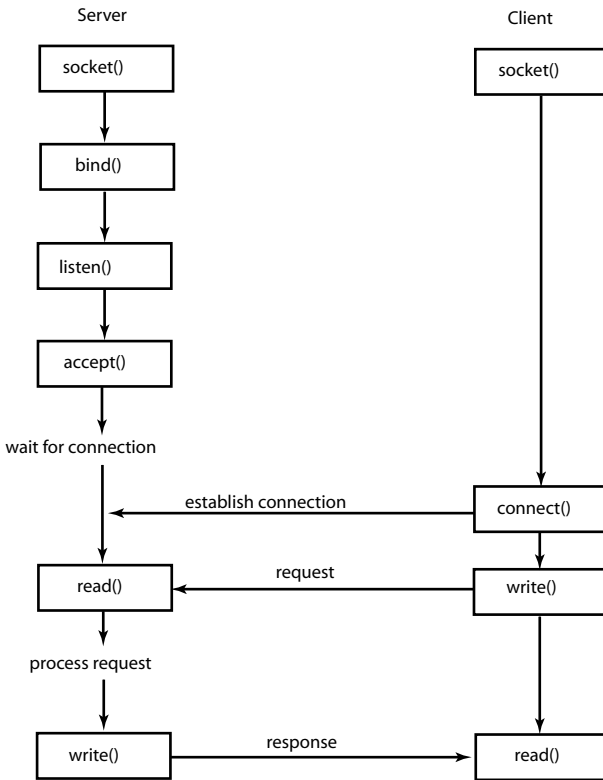 Server
Client
socket()
socket()
bind()
listen()
accept()
wait for connection
establish connection
connect()
read()
request
write()
process request
write()
response
read()